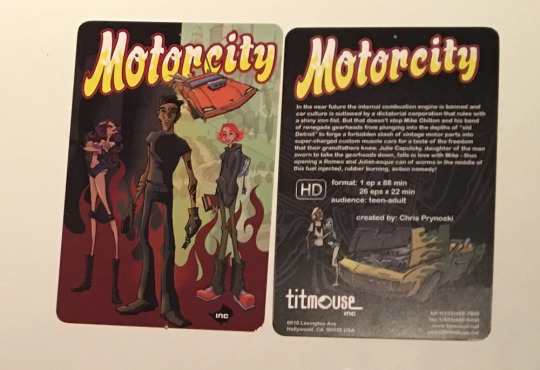 Motorcity
INC
Motorcity
In the near future the internal combustion engine is banned and
car culture is outlawed by a dictatorial corporation that rules with
a shiny iron fist. But that doesn't stop Mike Chilton and his band
of renegade gearheads from plunging into the depths of "old
Detroit" to forge a forbidden stash of vintage motor parts into
super-charged custom muscle cars for a taste of the freedom
that their grandfathers knew. Julie Capulsky, daughter of the man
sworn to take the gearheads down, falls in love with Mike - thus
opening a Romeo and Juliet-esque can of worms in the middle of
this fuel injected, rubber burning, action comedy!
HD
format: 1 ep x 88 min
26 eps x 22 min
audience: teen-adult
created by: Chris Prynoski
titmouse
6616 Lexington Ave
Hollywood, CA 90038 USA